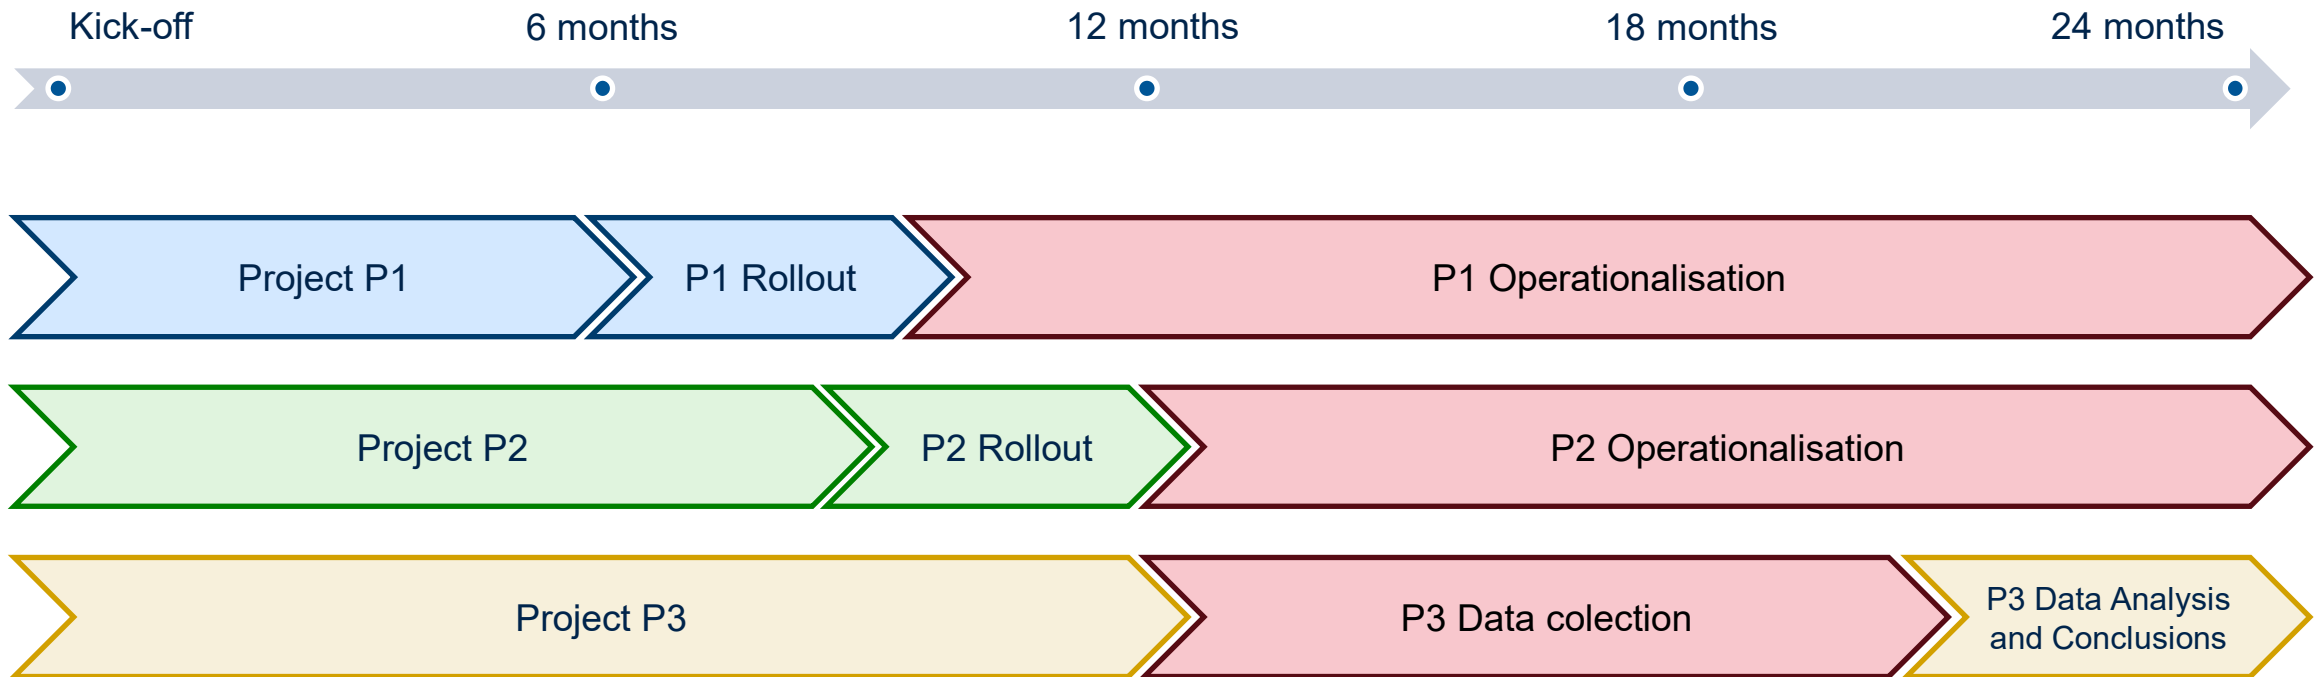 Kick-off
6 months
12 months
18 months
24 months
Project P1
P1 Rollout
P1 Operationalisation
Project P2
P2 Rollout
P2 Operationalisation
Project P3
P3 Data colection
P3 Data Analysis
and Conclusions